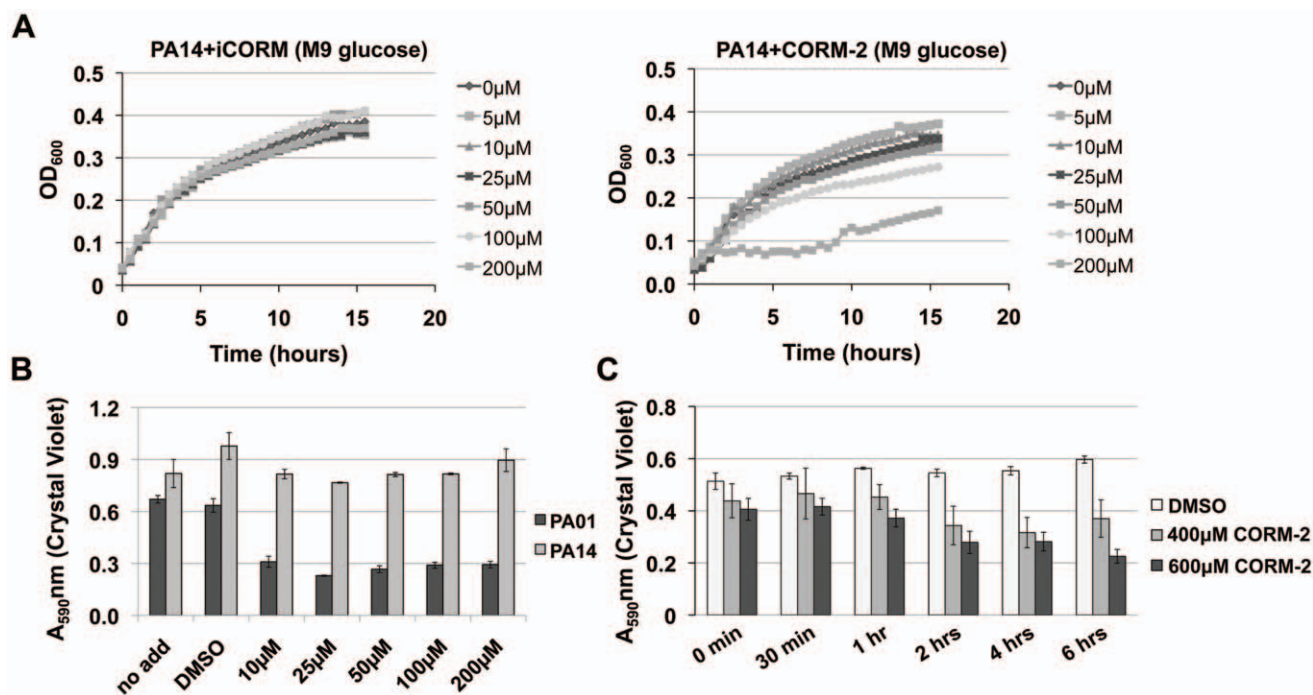 A
PA14+iCORM (M9 glucose)
0.5
0.4
0.3
0.2
0.1
0
OD600
0 5 10 15 20
Time (hours)
0µM
5µM
10µM
25µM
50µM
100µM
200µM
PA14+CORM-2 (M9 glucose)
0.5
0.4
0.3
0.2
0.1
0.0
OD600
0 5 10 15 20
Time (hours)
0µM
5µM
10µM
25µM
50µM
100µM
200µM
B
A590nm (Crystal Violet)
1.2
0.9
0.6
0.3
0.0
no add DMSO 10µM 25µM 50µM 100µM 200µM
PA01
PA14
C
A590nm (Crystal Violet)
0.8
0.6
0.4
0.2
0
0 min 30 min 1 hr 2 hrs 4 hrs 6 hrs
DMSO
400µM CORM-2
600µM CORM-2